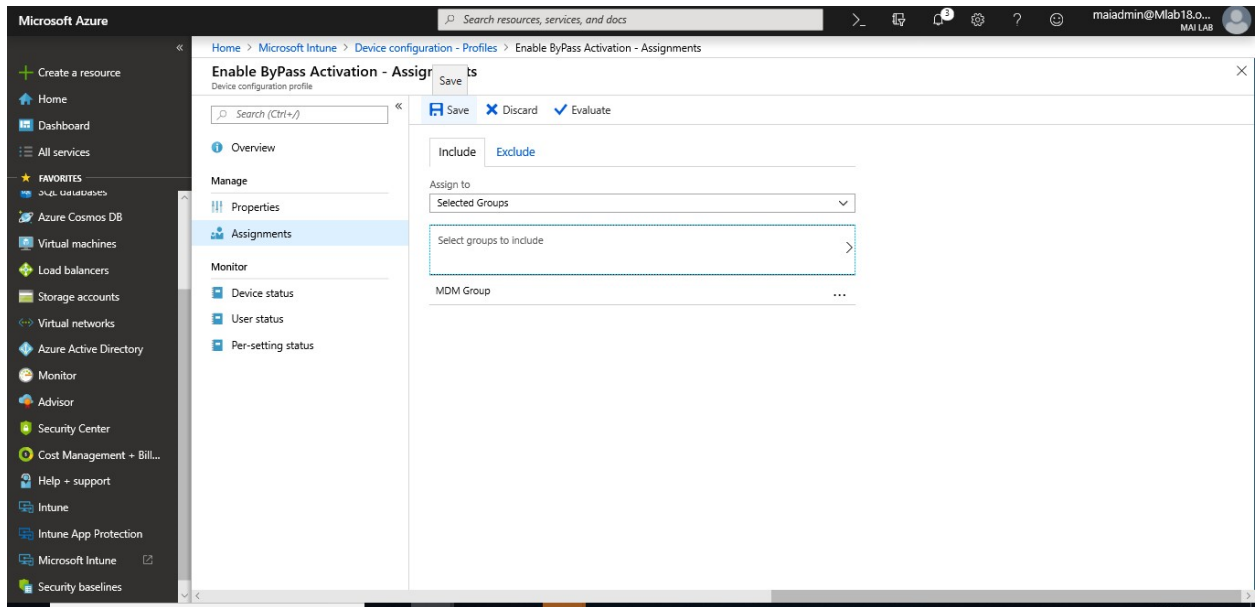 Microsoft Azure
Search resources, services, and docs
3
maiadmin@Mlab18.o...
MAI LAB
Create a resource
Home
Dashboard
All services
FAVORITES
SQL databases
Azure Cosmos DB
Virtual machines
Load balancers
Storage accounts
Virtual networks
Azure Active Directory
Monitor
Advisor
Security Center
Cost Management + Bill...
Help + support
Intune
Intune App Protection
Microsoft Intune
Security baselines
Home > Microsoft Intune > Device configuration - Profiles > Enable ByPass Activation - Assignments
Enable ByPass Activation - Assig ts
Device configuration profile
Save
Search (Ctrl+/)
Overview
Manage
Properties
Assignments
Monitor
Device status
User status
Per-setting status
Save Discard Evaluate
Include Exclude
Assign to
Selected Groups
Select groups to include
MDM Group ...